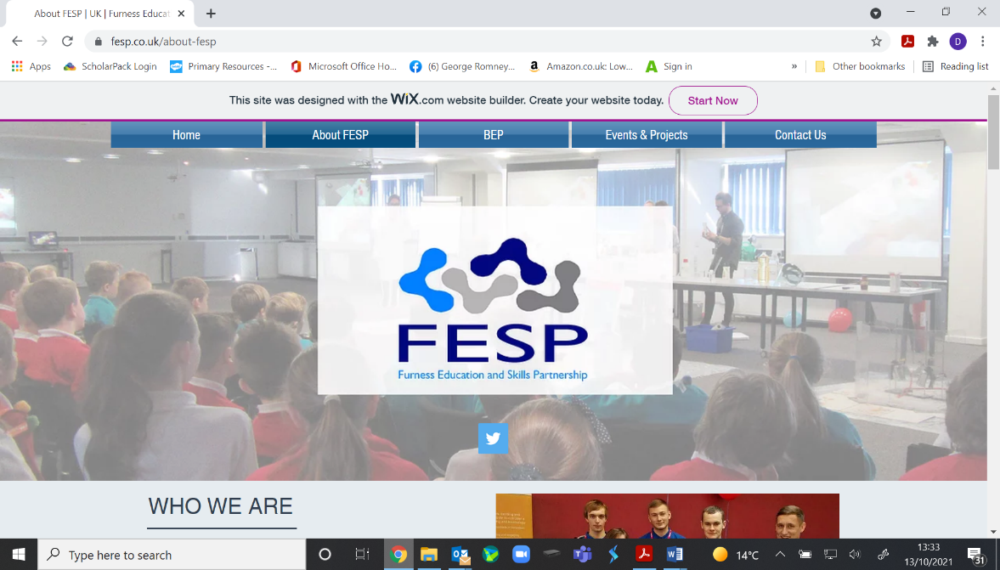 About FESP | UK | Furness Educat
fesp.co.uk/about-fesp
D
Apps
ScholarPack Login
Primary Resources -...
Microsoft Office Ho...
(6) George Romney...
Amazon.co.uk: Low...
Sign in
»
Other bookmarks
Reading list
This site was designed with the WiX.com website builder. Create your website today.
Start Now
Home
About FESP
BEP
Events & Projects
Contact Us
FESP
Furness Education and Skills Partnership
WHO WE ARE
Type here to search
14°C
13:33
13/10/2021
31